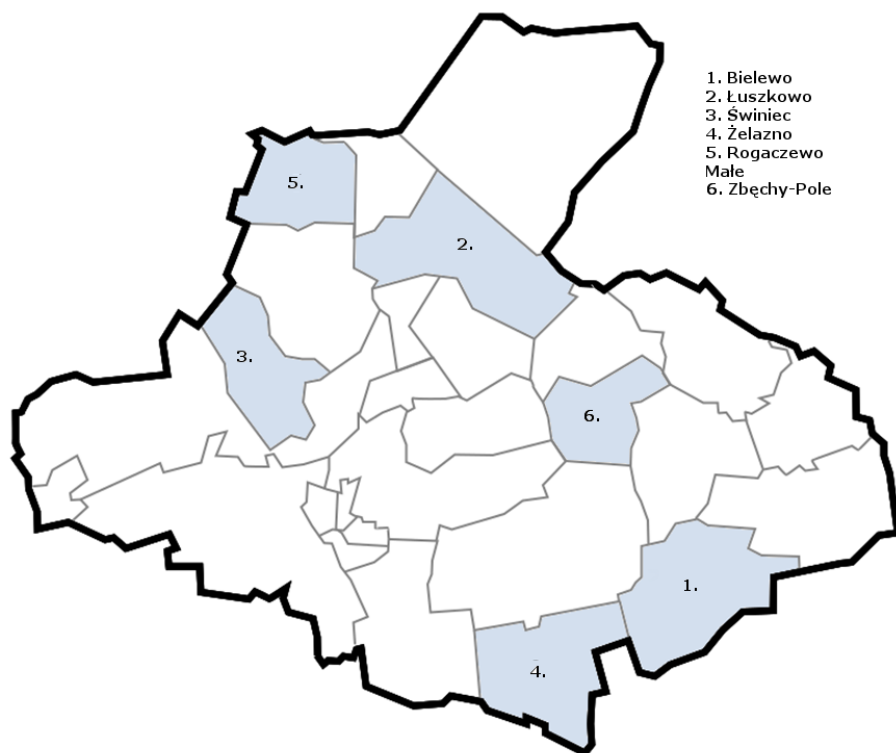 1. Bielewo
2. Łuszkowo
3. Świniec
4. Żelazno
5. Rogaczewo
Małe
6. Zbęchy-Pole
5.
2.
3.
6.
1.
4.